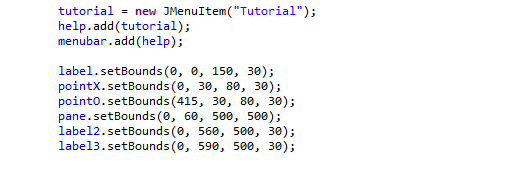 tutorial = new JMenuItem("Tutorial");
help.add(tutorial);
menubar.add(help);
label.setBounds(0, 0, 150, 30);
pointX.setBounds(0, 30, 80, 30);
pointO.setBounds(415, 30, 80, 30);
pane.setBounds(0, 60, 500, 500);
label2.setBounds(0, 560, 500, 30);
label3.setBounds(0, 590, 500, 30);